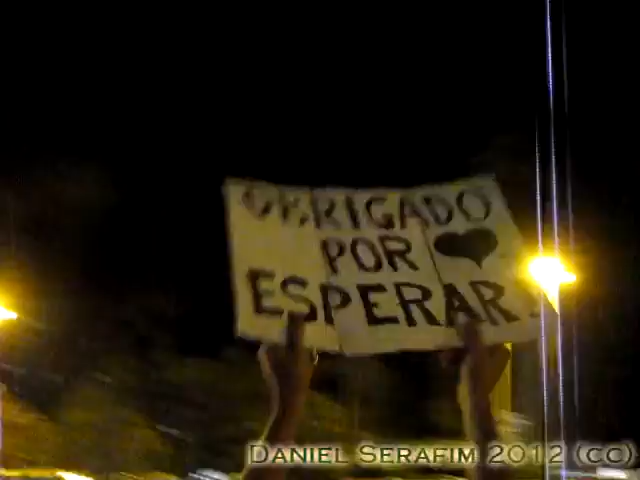 OBRIGADO
POR ♥
ESPERAR.
DANIEL SERAFIM 2012 (CC)